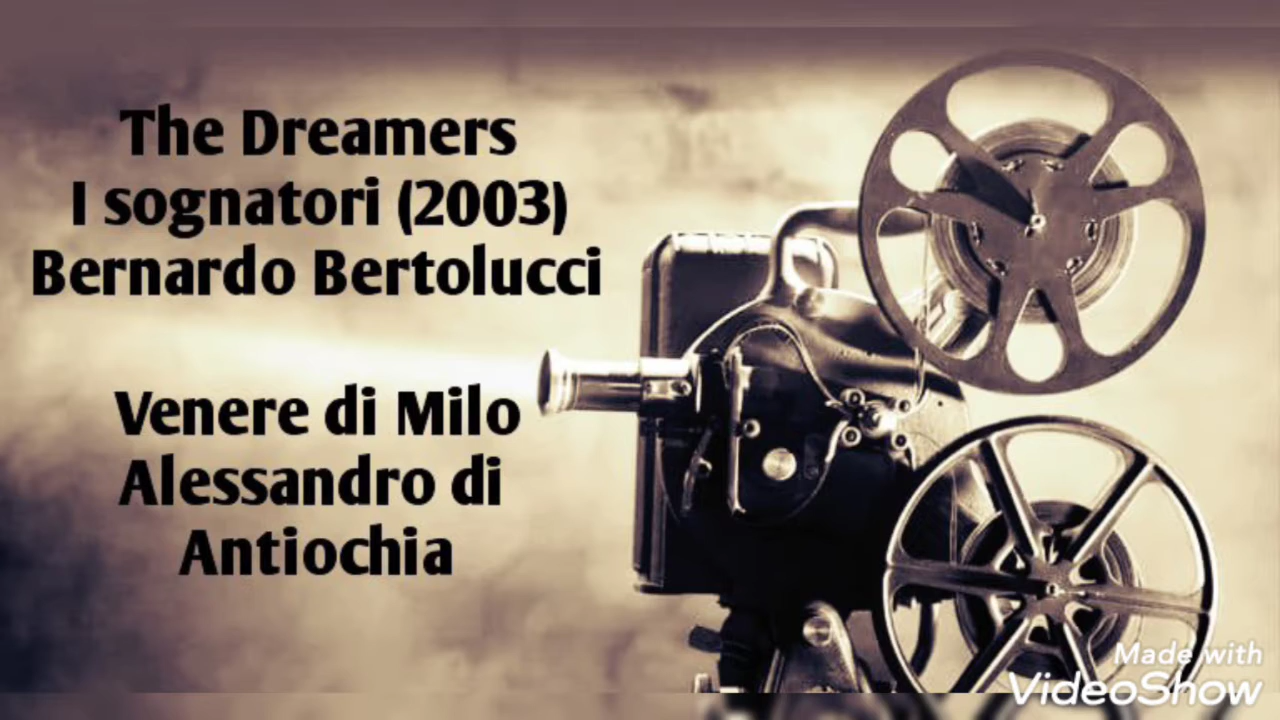 The Dreamers
I sognatori (2003)
Bernardo Bertolucci
Venere di Milo
Alessandro di
Antiochia
Made with
VideoShow